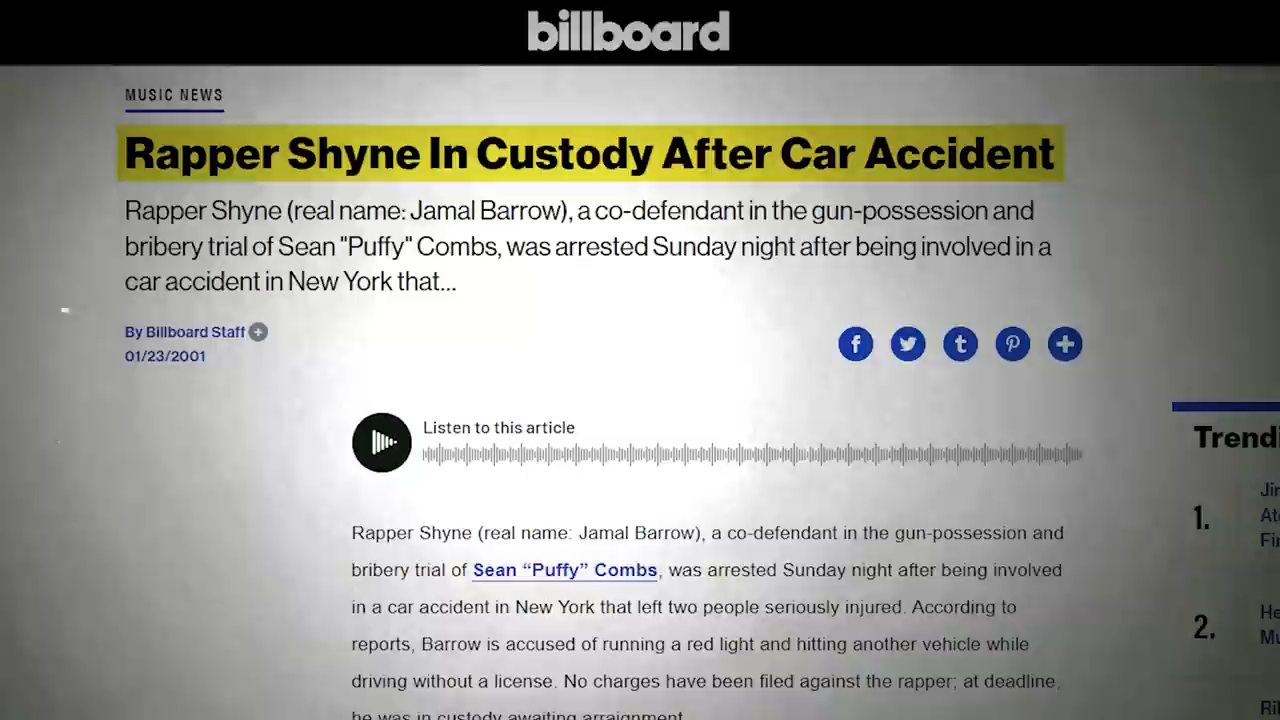 billboard
MUSIC NEWS
Rapper Shyne In Custody After Car Accident
Rapper Shyne (real name: Jamal Barrow), a co-defendant in the gun-possession and
bribery trial of Sean "Puffy" Combs, was arrested Sunday night after being involved in a
car accident in New York that...
By Billboard Staff +
01/23/2001
Listen to this article
Rapper Shyne (real name: Jamal Barrow), a co-defendant in the gun-possession and
bribery trial of Sean “Puffy” Combs, was arrested Sunday night after being involved
in a car accident in New York that left two people seriously injured. According to
reports, Barrow is accused of running a red light and hitting another vehicle while
driving without a license. No charges have been filed against the rapper; at deadline,
he was in custody awaiting arraignment
1.
2.